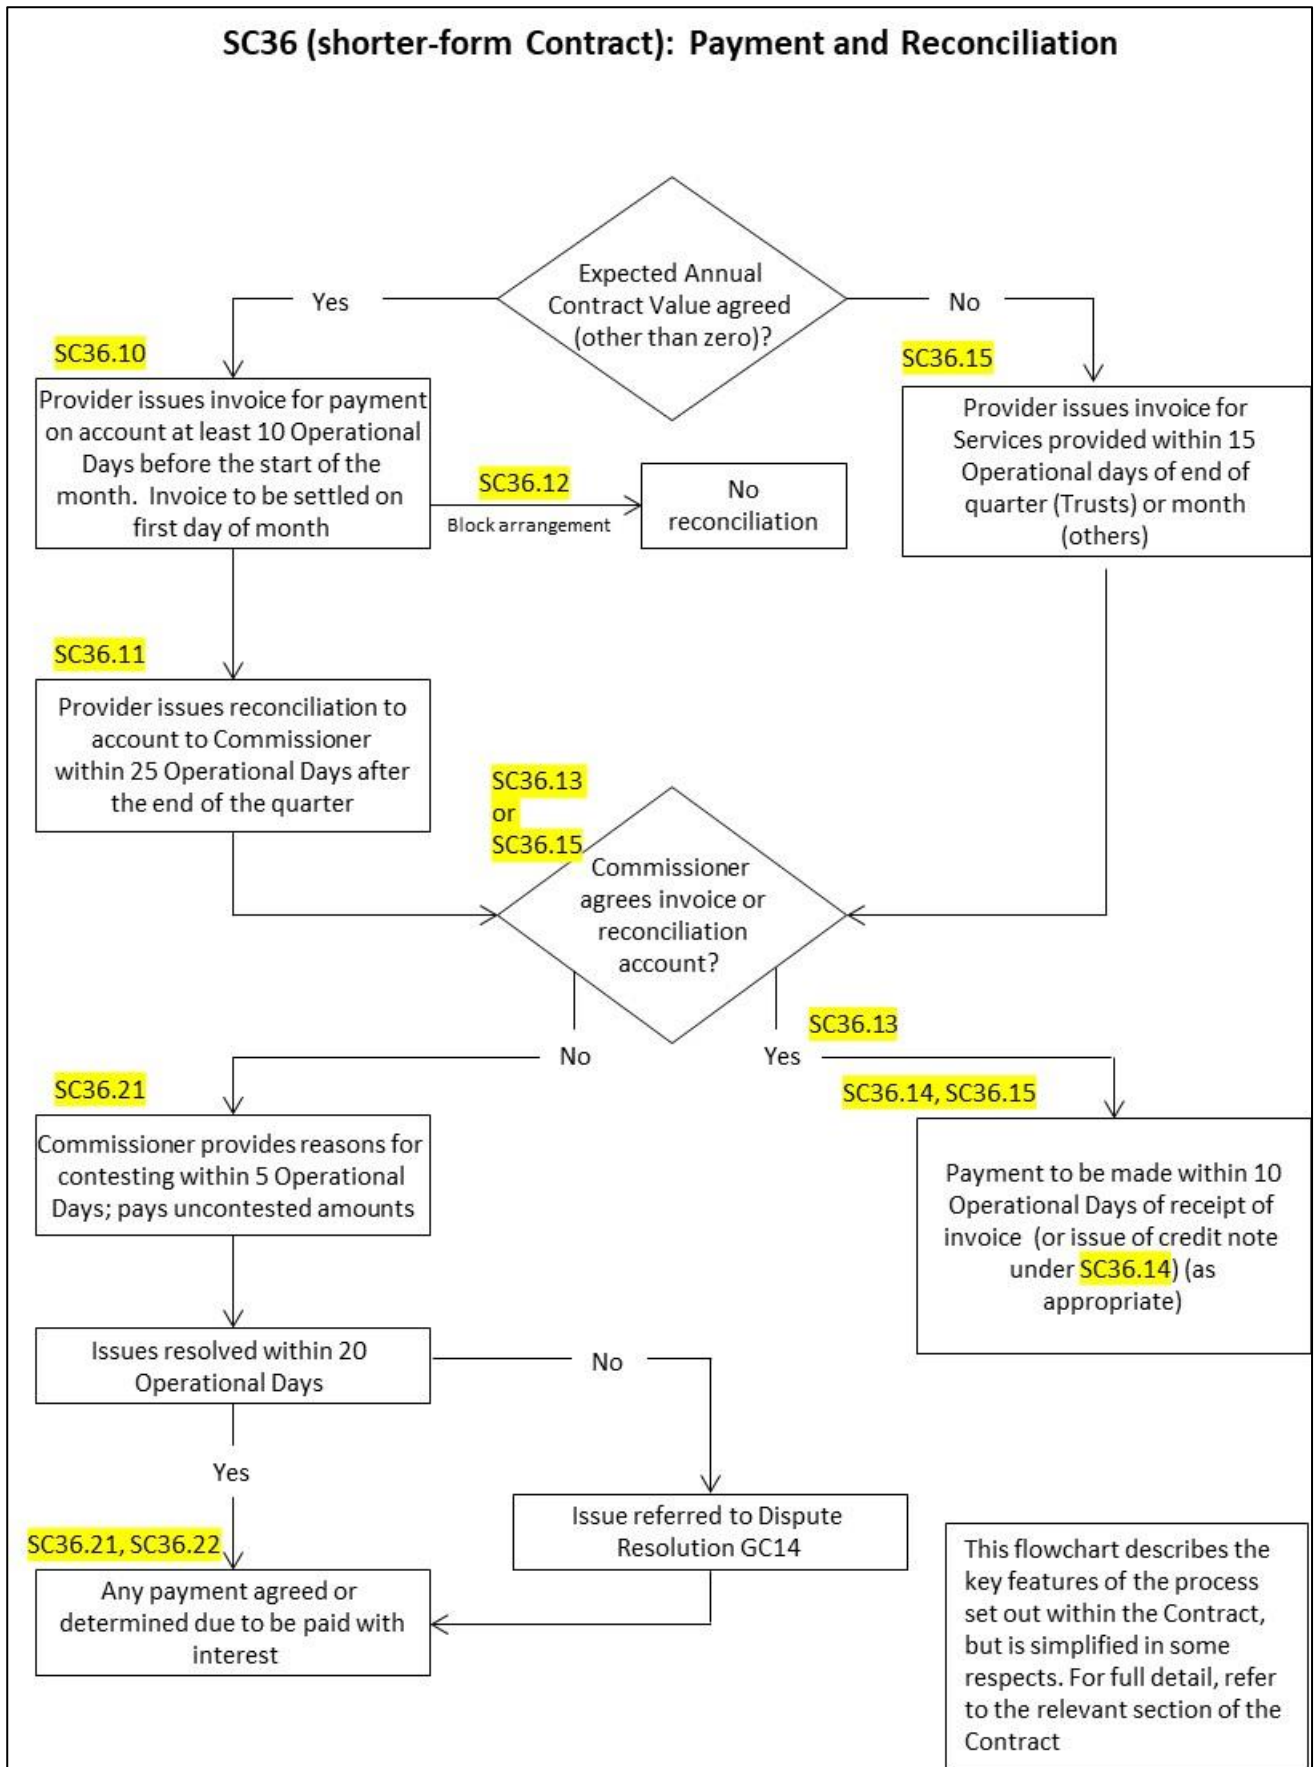 SC36 (shorter-form Contract): Payment and Reconciliation
Expected Annual
Contract Value agreed
(other than zero)?
Yes
No
SC36.10
Provider issues invoice for payment
on account at least 10 Operational
Days before the start of the
month. Invoice to be settled on
first day of month
SC36.12
Block arrangement
No
reconciliation
SC36.15
Provider issues invoice for
Services provided within 15
Operational days of end of
quarter (Trusts) or month
(others)
SC36.11
Provider issues reconciliation to
account to Commissioner
within 25 Operational Days after
the end of the quarter
SC36.13
or
SC36.15
Commissioner
agrees invoice or
reconciliation
account?
No
Yes
SC36.13
SC36.21
Commissioner provides reasons for
contesting within 5 Operational
Days; pays uncontested amounts
SC36.14, SC36.15
Payment to be made within 10
Operational Days of receipt of
invoice (or issue of credit note
under SC36.14) (as
appropriate)
Issues resolved within 20
Operational Days
No
Yes
Issue referred to Dispute
Resolution GC14
SC36.21, SC36.22
Any payment agreed or
determined due to be paid with
interest
This flowchart describes the
key features of the process
set out within the Contract,
but is simplified in some
respects. For full detail, refer
to the relevant section of the
Contract